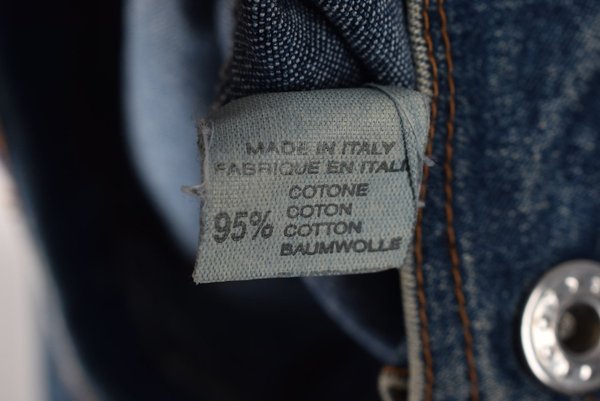 MADE IN ITALY
FABRIQUE EN ITALI
COTONE
COTON
95% COTTON
BAUMWOLLE